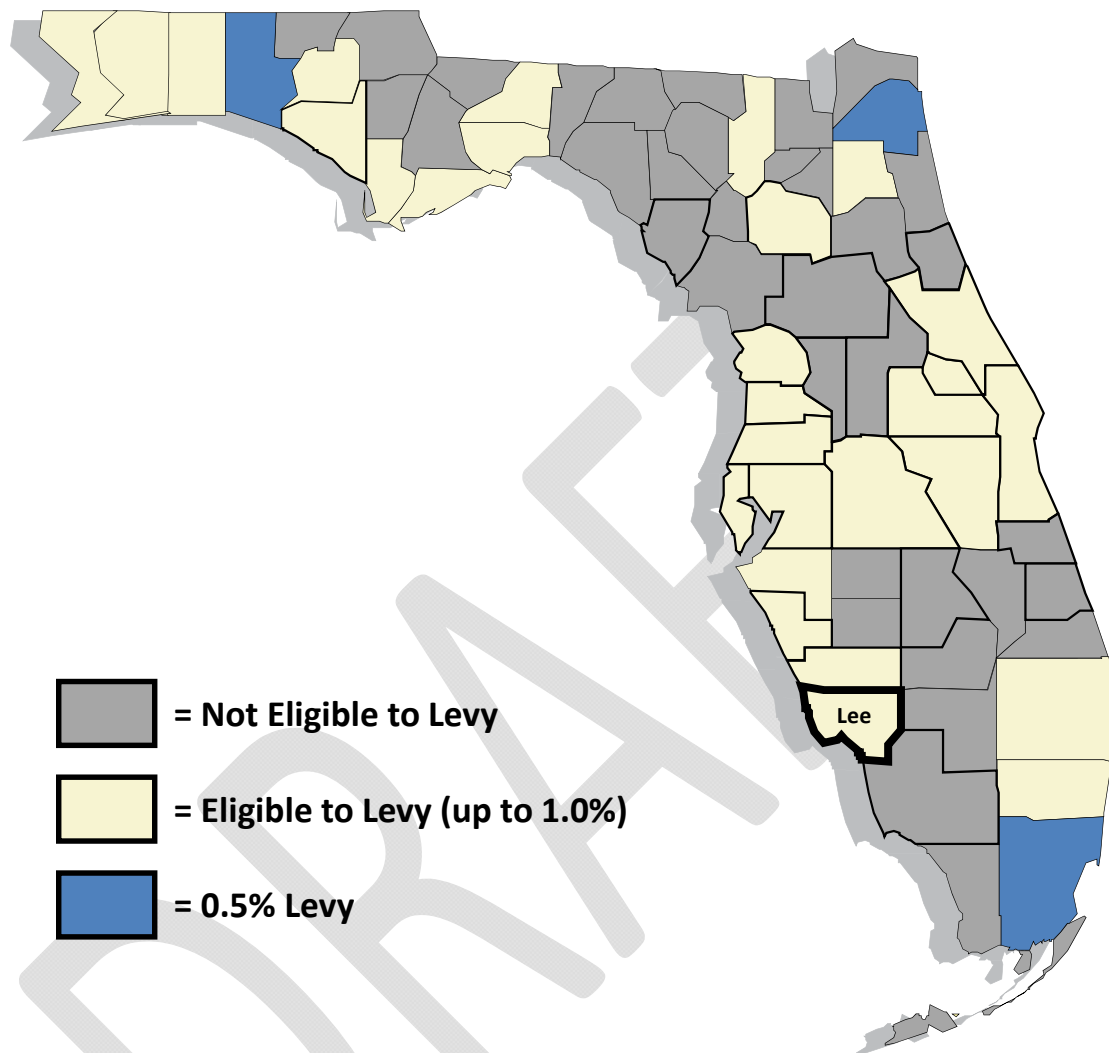 DRAFT
Lee
= Not Eligible to Levy
= Eligible to Levy (up to 1.0%)
= 0.5% Levy